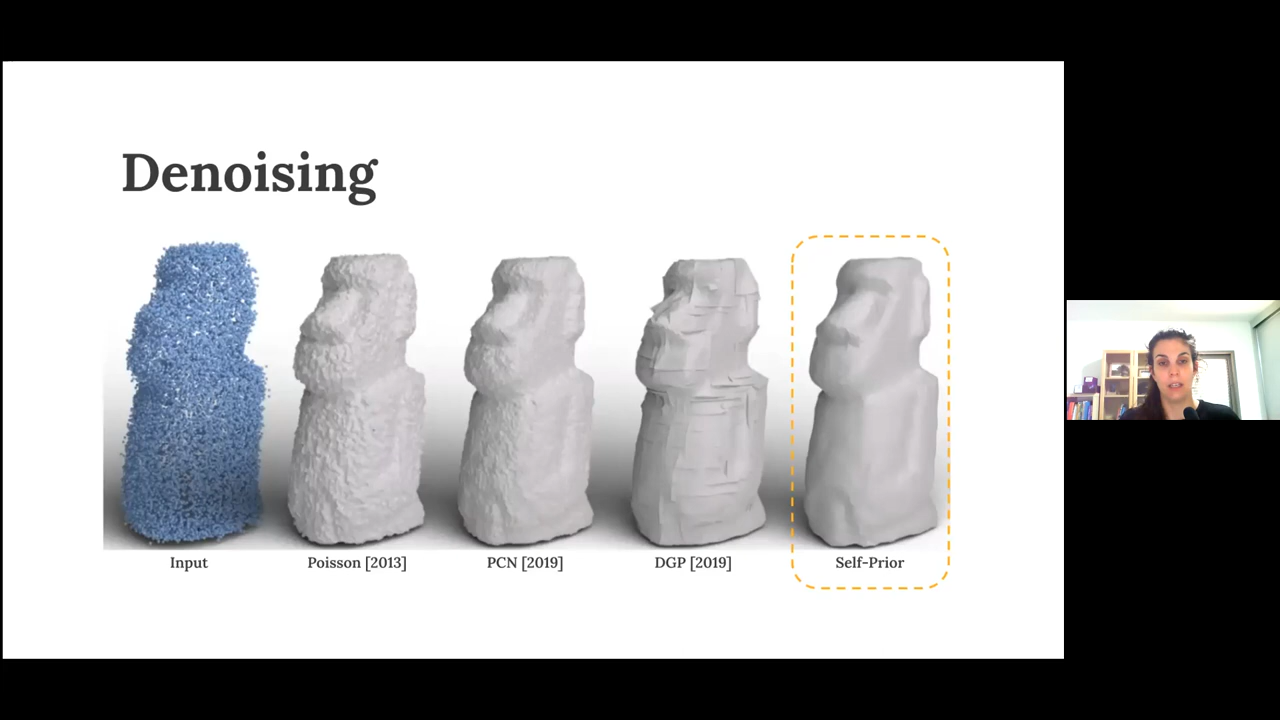 Denoising
Input
Poisson [2013]
PCN [2019]
DGP [2019]
Self-Prior